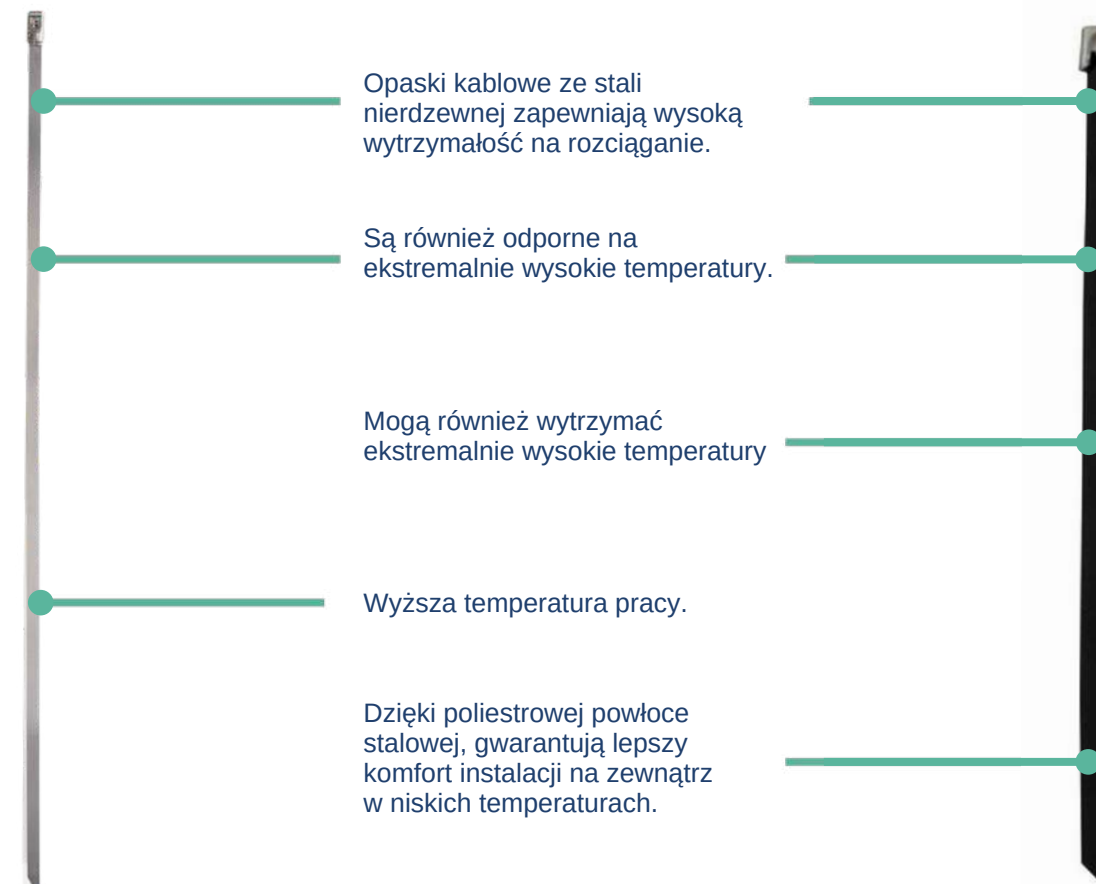 Opaski kablowe ze stali
nierdzewnej zapewniają wysoką
wytrzymałość na rozciąganie.
Są również odporne na
ekstremalnie wysokie temperatury.
Mogą również wytrzymać
ekstremalnie wysokie temperatury
Wyższa temperatura pracy.
Dzięki poliestrowej powłoce
stalowej, gwarantują lepszy
komfort instalacji na zewnątrz
w niskich temperaturach.